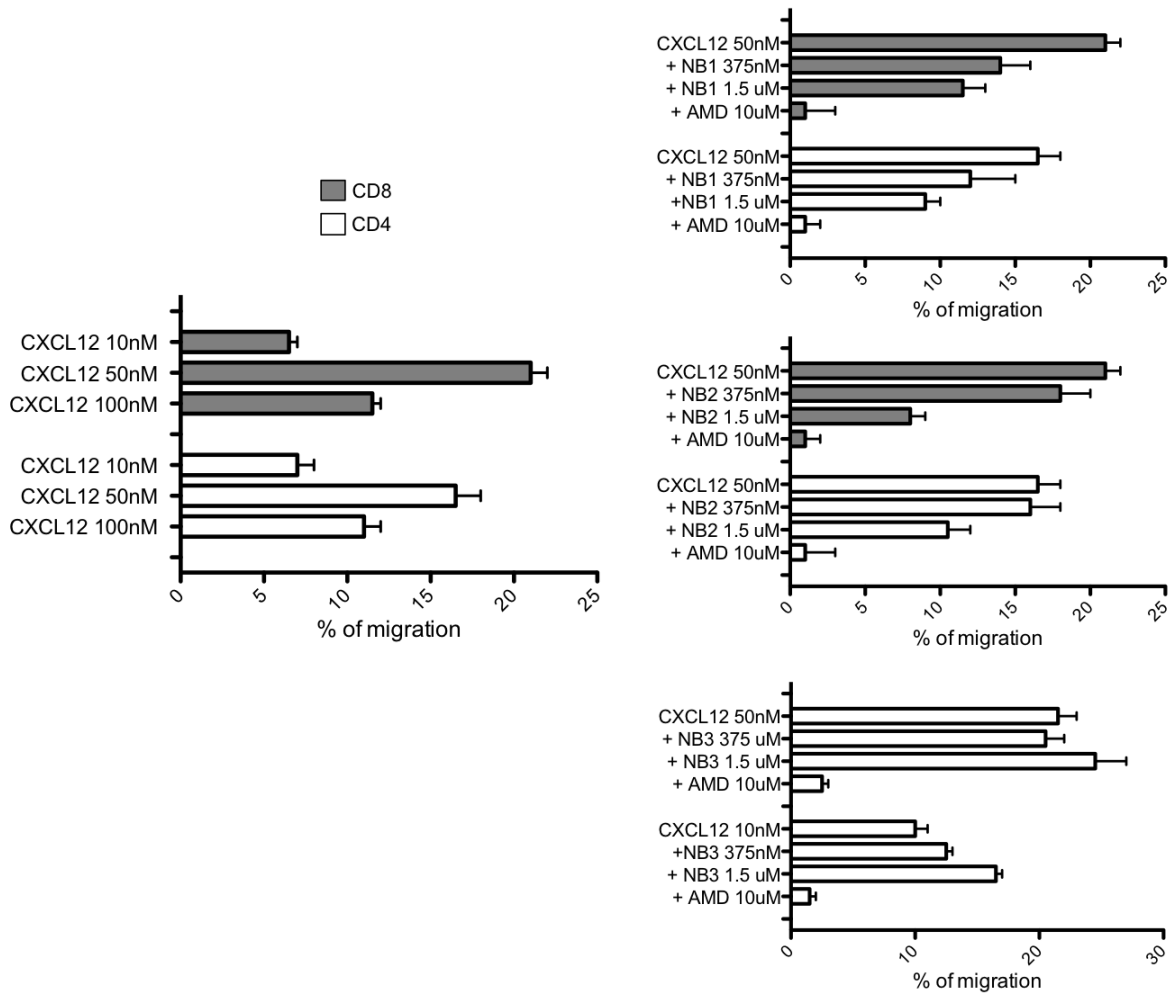 CD8
CD4
CXCL12 10nM
CXCL12 50nM
CXCL12 100nM
CXCL12 10nM
CXCL12 50nM
CXCL12 100nM
0 5 10 15 20 25
% of migration
CXCL12 50nM
+ NB1 375nM
+ NB1 1.5 uM
+ AMD 10uM
CXCL12 50nM
+ NB1 375nM
+NB1 1.5 uM
+ AMD 10uM
0 5 10 15 20 25
% of migration
CXCL12 50nM
+ NB2 375nM
+ NB2 1.5 uM
+ AMD 10uM
CXCL12 50nM
+ NB2 375nM
+ NB2 1.5 uM
+ AMD 10uM
0 5 10 15 20 25
% of migration
CXCL12 50nM
+ NB3 375 uM
+ NB3 1.5 uM
+ AMD 10uM
CXCL12 10nM
+NB3 375nM
+ NB3 1.5 uM
+ AMD 10uM
0 10 20 30
% of migration